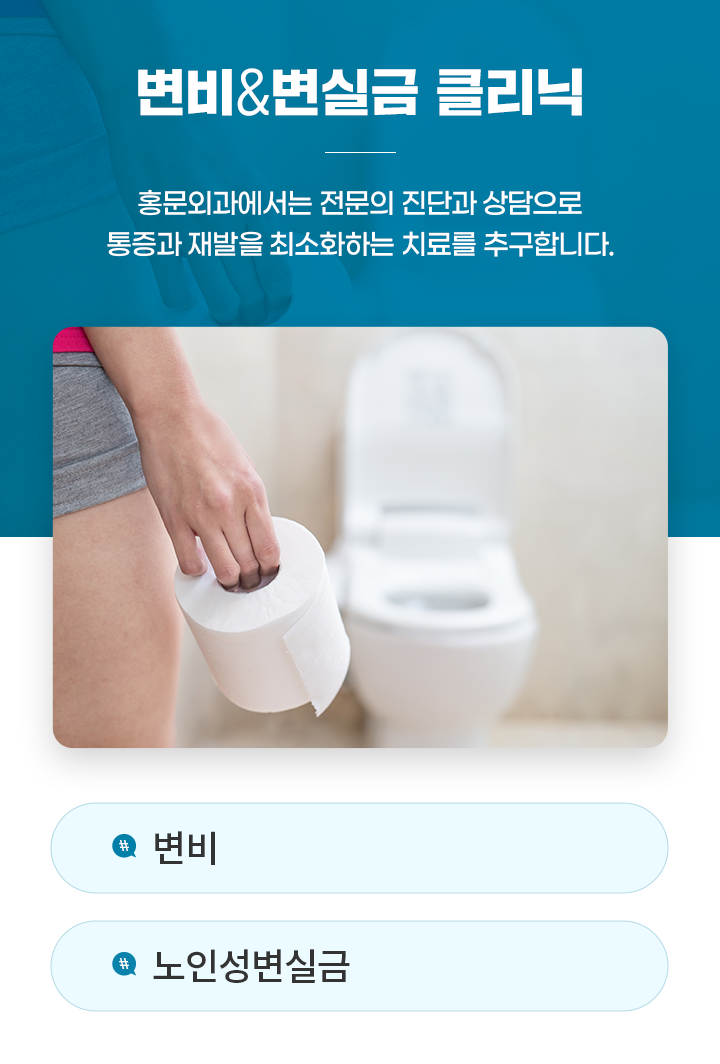 변비&변실금 클리닉
홍문외과에서는 전문의 진단과 상담으로
통증과 재발을 최소화하는 치료를 추구합니다.
# 변비
# 노인성변실금